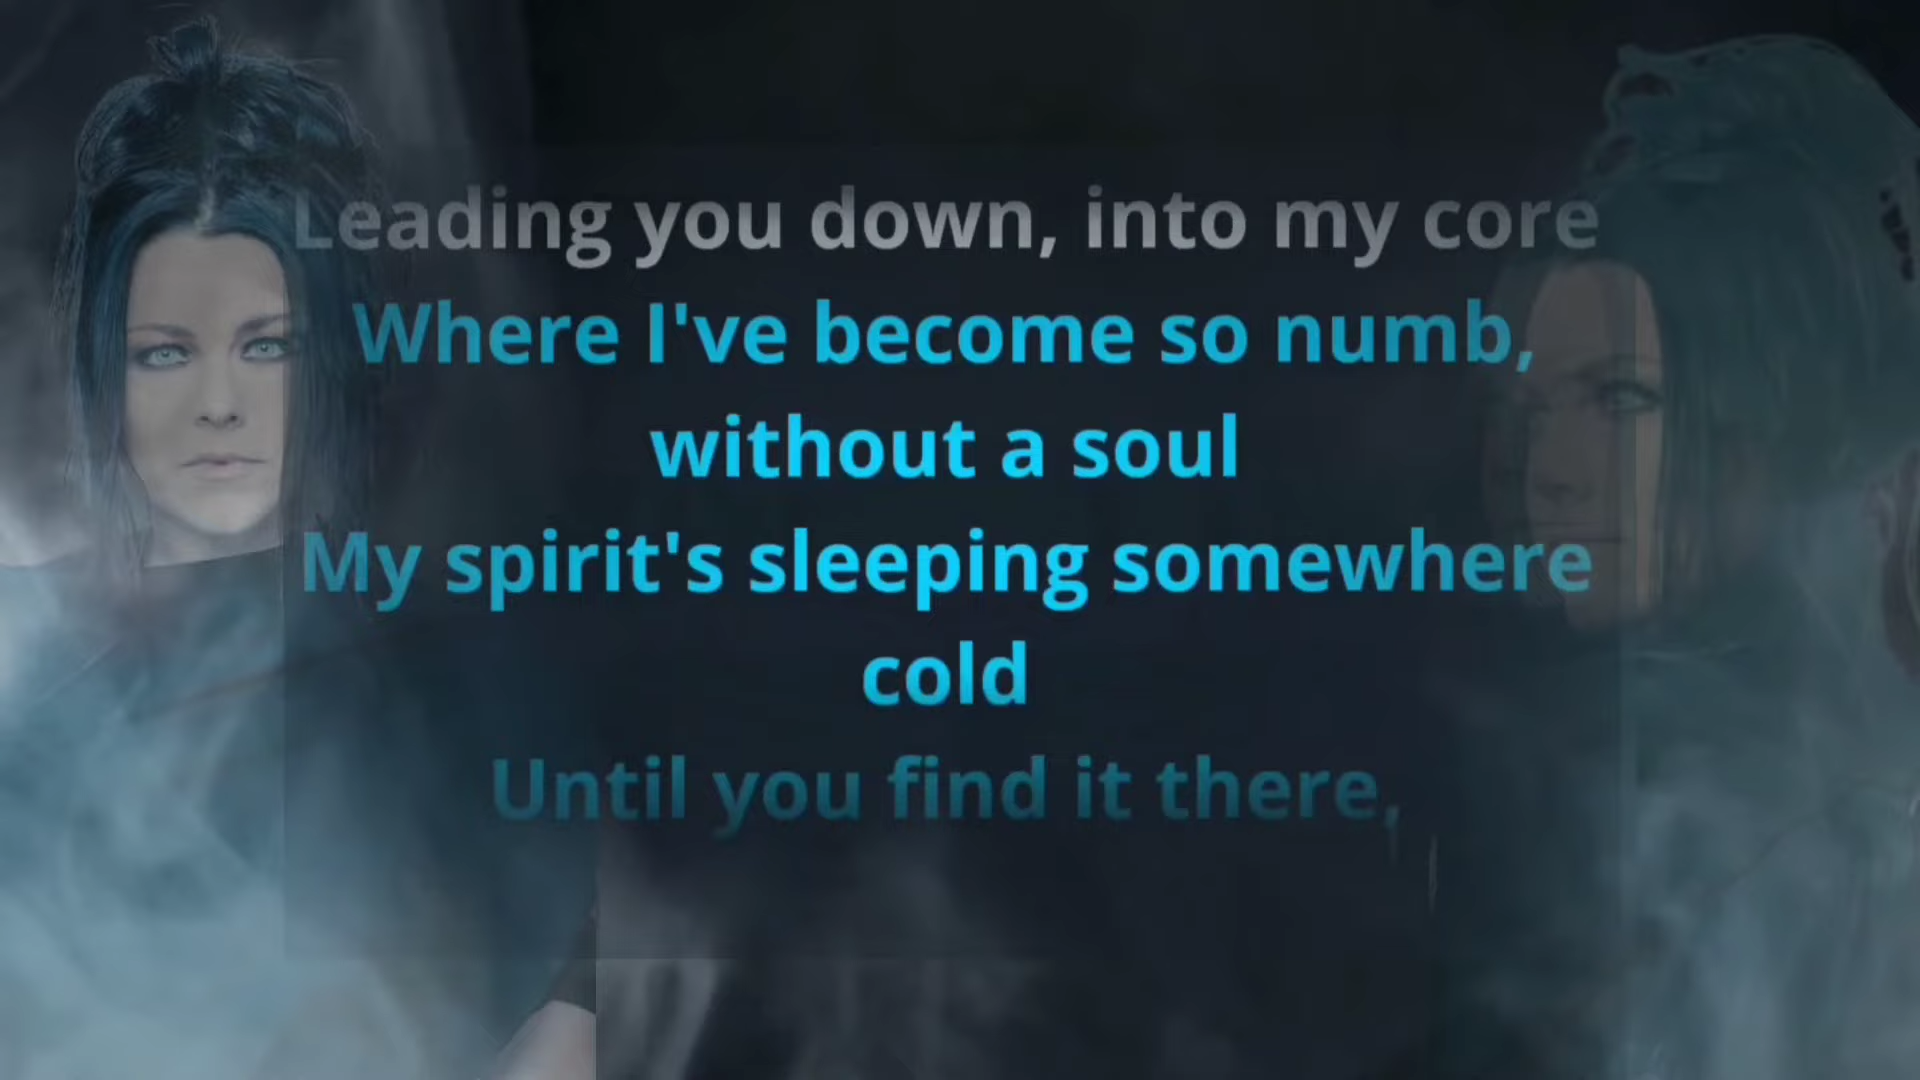 Leading you down, into my core
Where I've become so numb,
without a soul
My spirit's sleeping somewhere
cold
Until you find it there,